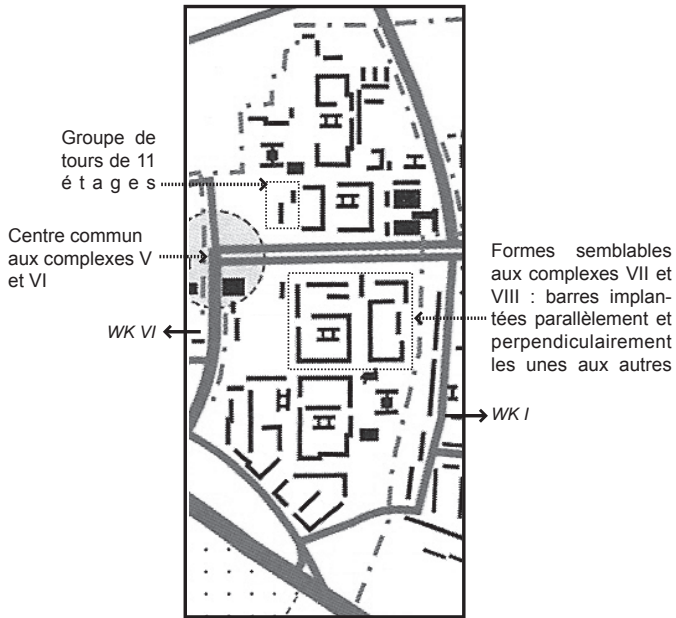 Groupe de
tours de 11
étages
Centre commun
aux complexes V
et VI
WK VI
Formes semblables
aux complexes VII et
VIII : barres implan-
tées parallèlement et
perpendiculairement
les unes aux autres
WK I